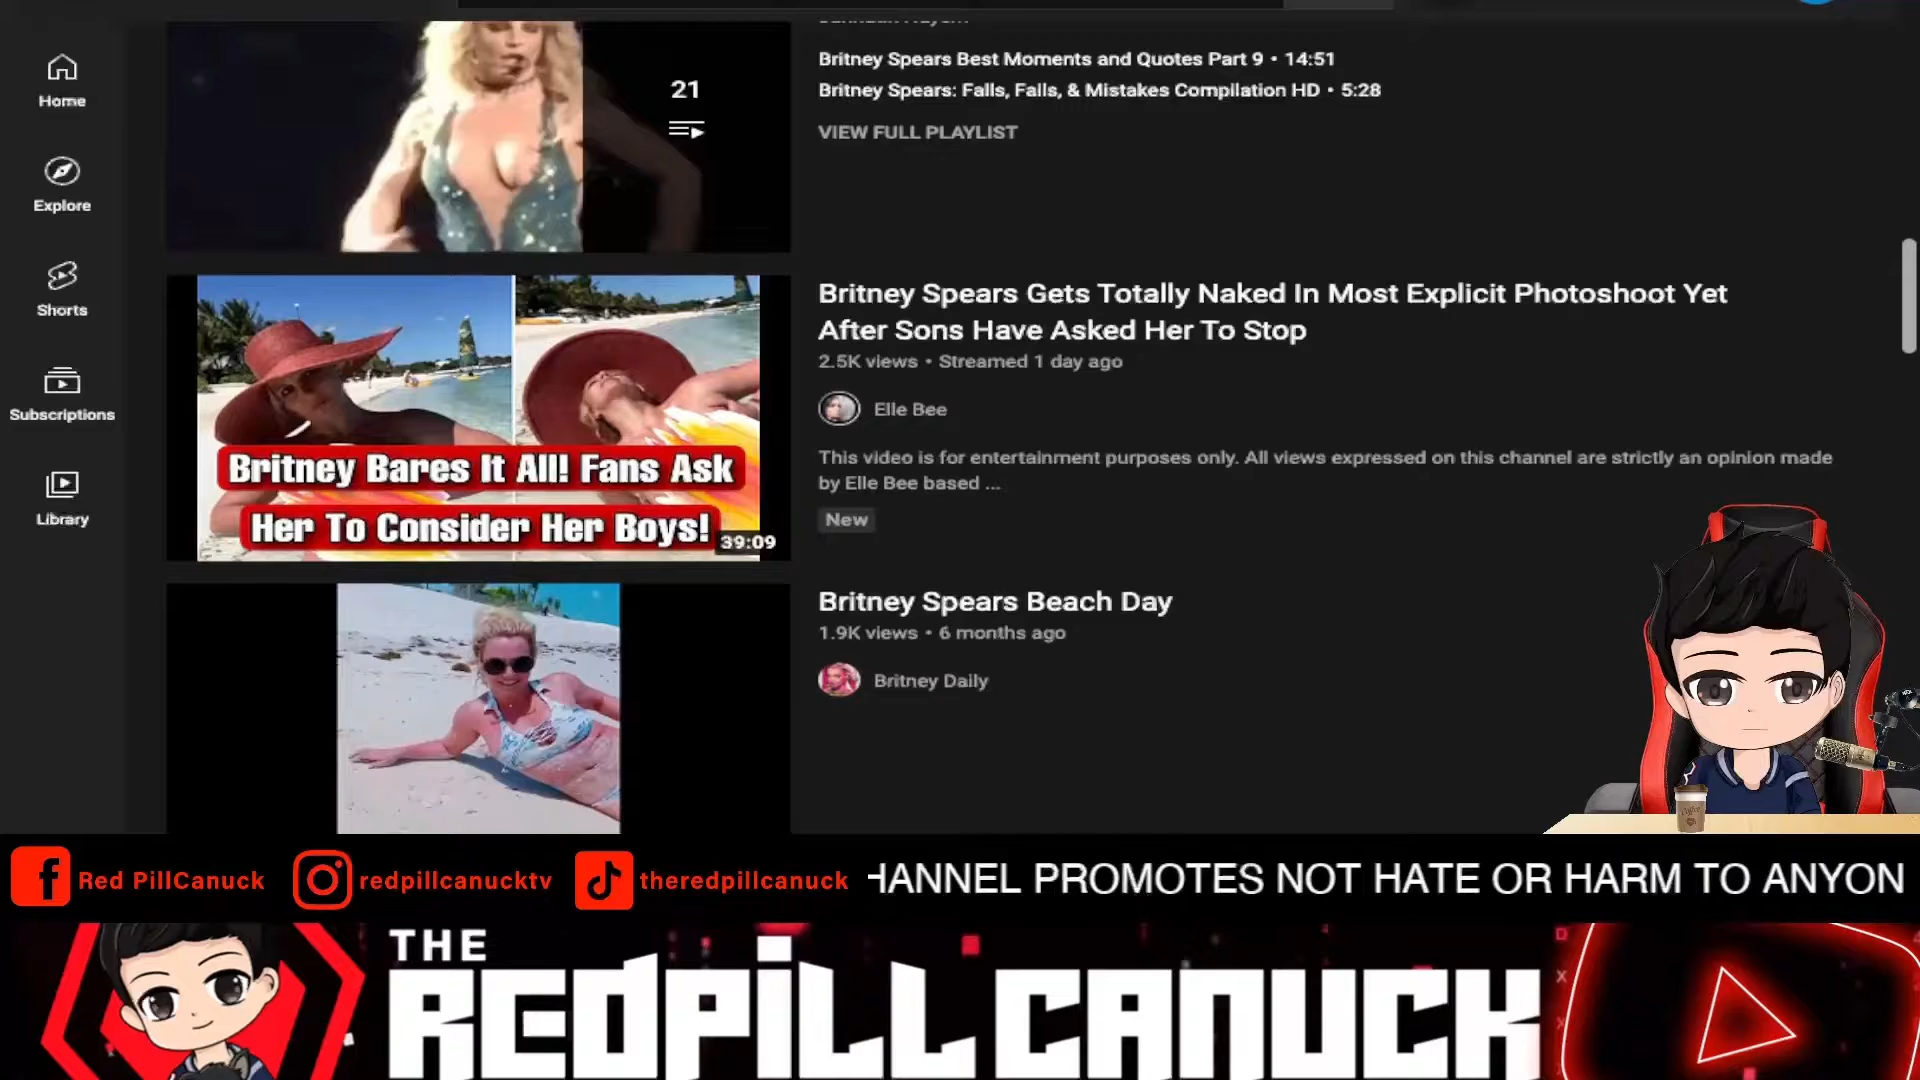 Home
Explore
Shorts
Subscriptions
Library
21
Britney Spears Best Moments and Quotes Part 9 • 14:51
Britney Spears: Falls, Falls, & Mistakes Compilation HD • 5:28
VIEW FULL PLAYLIST
Britney Bares It All! Fans Ask
Her To Consider Her Boys!
39:09
Britney Spears Gets Totally Naked In Most Explicit Photoshoot Yet
After Sons Have Asked Her To Stop
2.5K views • Streamed 1 day ago
Elle Bee
This video is for entertainment purposes only. All views expressed on this channel are strictly an opinion made
by Elle Bee based ...
New
Britney Spears Beach Day
1.9K views • 6 months ago
Britney Daily
Red PillCanuck
redpillcanucktv
theredpillcanuck
HANNEL PROMOTES NOT HATE OR HARM TO ANYON
THE
REDPILLCANUCK